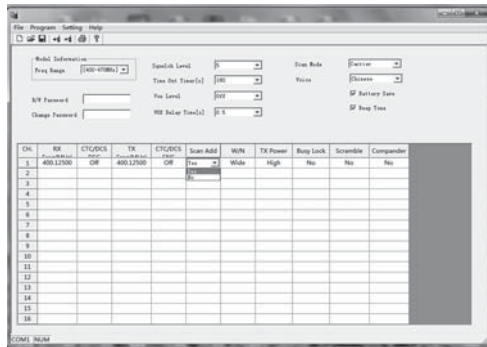 File Program Setting Help
Model Information
Freq Range [400-470MHz]
R/W Password
Change Password
Squelch Level 5
Time Out Timer[s] 180
Vox Level OFF
VOX Delay Time[s] 0.5
Scan Mode Carrier
Voice Chinese
Battery Save
Beep Tone
CH. RX CTC/DCS TX CTC/DCS Scan Add W/N TX Power Busy Lock Scramble Compander
1 400.12500 Off 400.12500 Off Yes Wide High No No No
Yes
2 No
3
4
5
6
7
8
9
10
11
12
13
14
15
16
COM1 NUM